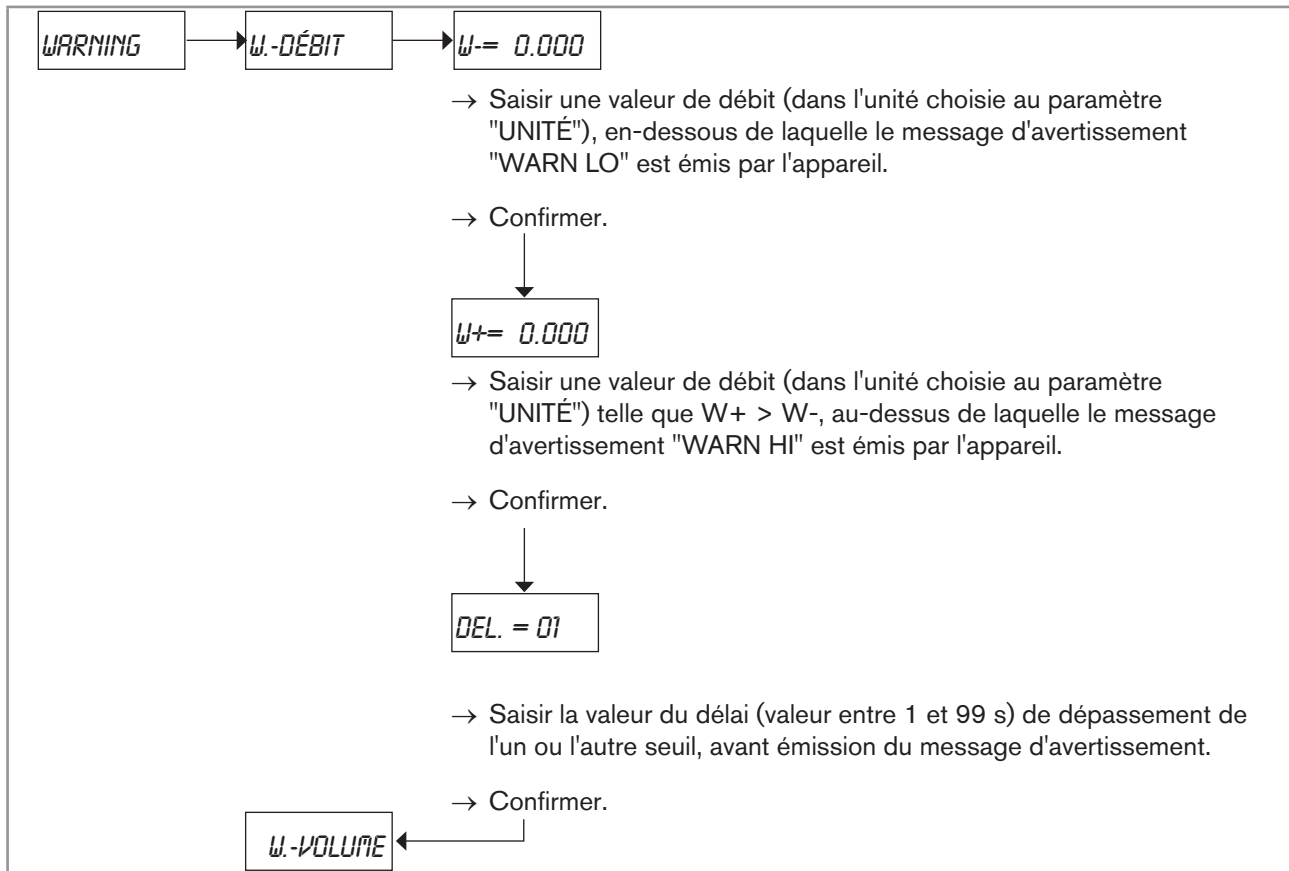 WARNING
W.-DÉBIT
W-= 0.000
→ Saisir une valeur de débit (dans l'unité choisie au paramètre
"UNITÉ"), en-dessous de laquelle le message d'avertissement
"WARN LO" est émis par l'appareil.
→ Confirmer.
W+= 0.000
→ Saisir une valeur de débit (dans l'unité choisie au paramètre
"UNITÉ") telle que W+ > W-, au-dessus de laquelle le message
d'avertissement "WARN HI" est émis par l'appareil.
→ Confirmer.
DEL. = 01
→ Saisir la valeur du délai (valeur entre 1 et 99 s) de dépassement de
l'un ou l'autre seuil, avant émission du message d'avertissement.
→ Confirmer.
W.-VOLUME